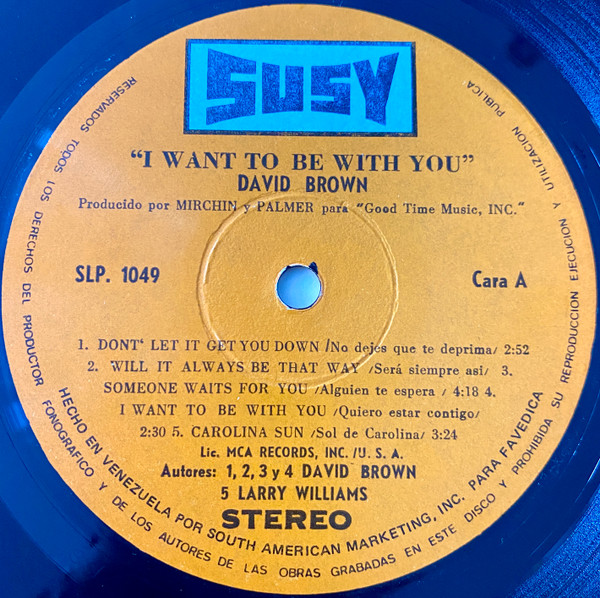 SUSY
"I WANT TO BE WITH YOU"
DAVID BROWN
Producido por MIRCHIN y PALMER para "Good Time Music, INC."
SLP. 1049
Cara A
1. DONT' LET IT GET YOU DOWN /No dejes que te deprima/ 2:52
2. WILL IT ALWAYS BE THAT WAY /Será siempre asi/ 3.
SOMEONE WAITS FOR YOU /Alguien te espera / 4:18 4.
I WANT TO BE WITH YOU /Quiero estar contigo/
2:30 5. CAROLINA SUN /Sol de Carolina/ 3:24
Lic. MCA RECORDS, INC. /U. S. A.
Autores: 1, 2, 3 y 4 DAVID BROWN
5 LARRY WILLIAMS
STEREO
HECHO EN VENEZUELA POR SOUTH AMERICAN MARKETING, INC. PARA FAVEDICA
RESERVADOS TODOS LOS DERECHOS DEL PRODUCTOR FONOGRAFICO Y DE LOS AUTORES DE LAS OBRAS GRABADAS EN ESTE DISCO Y PROHIBIDA SU REPRODUCCION EJECUCION Y UTILIZACION PUBLICA